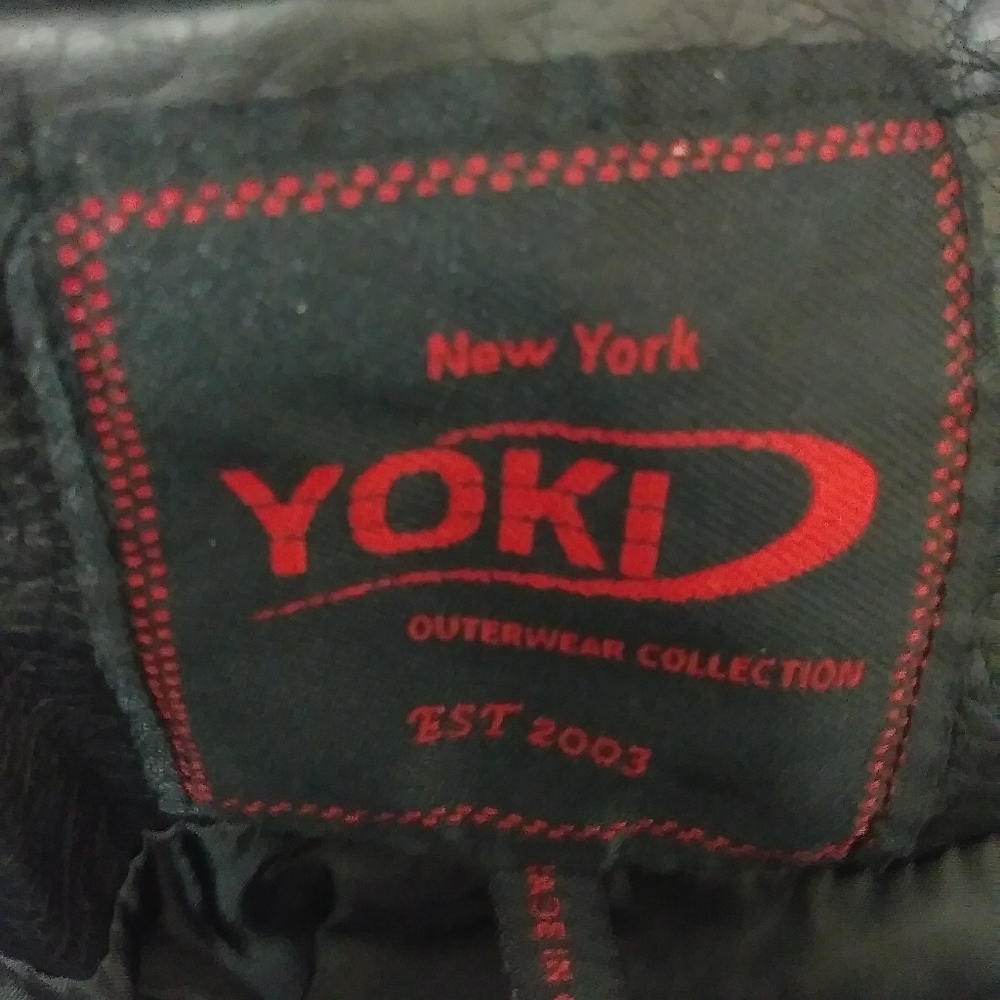 New York
YOKI
OUTERWEAR COLLECTION
EST 2003